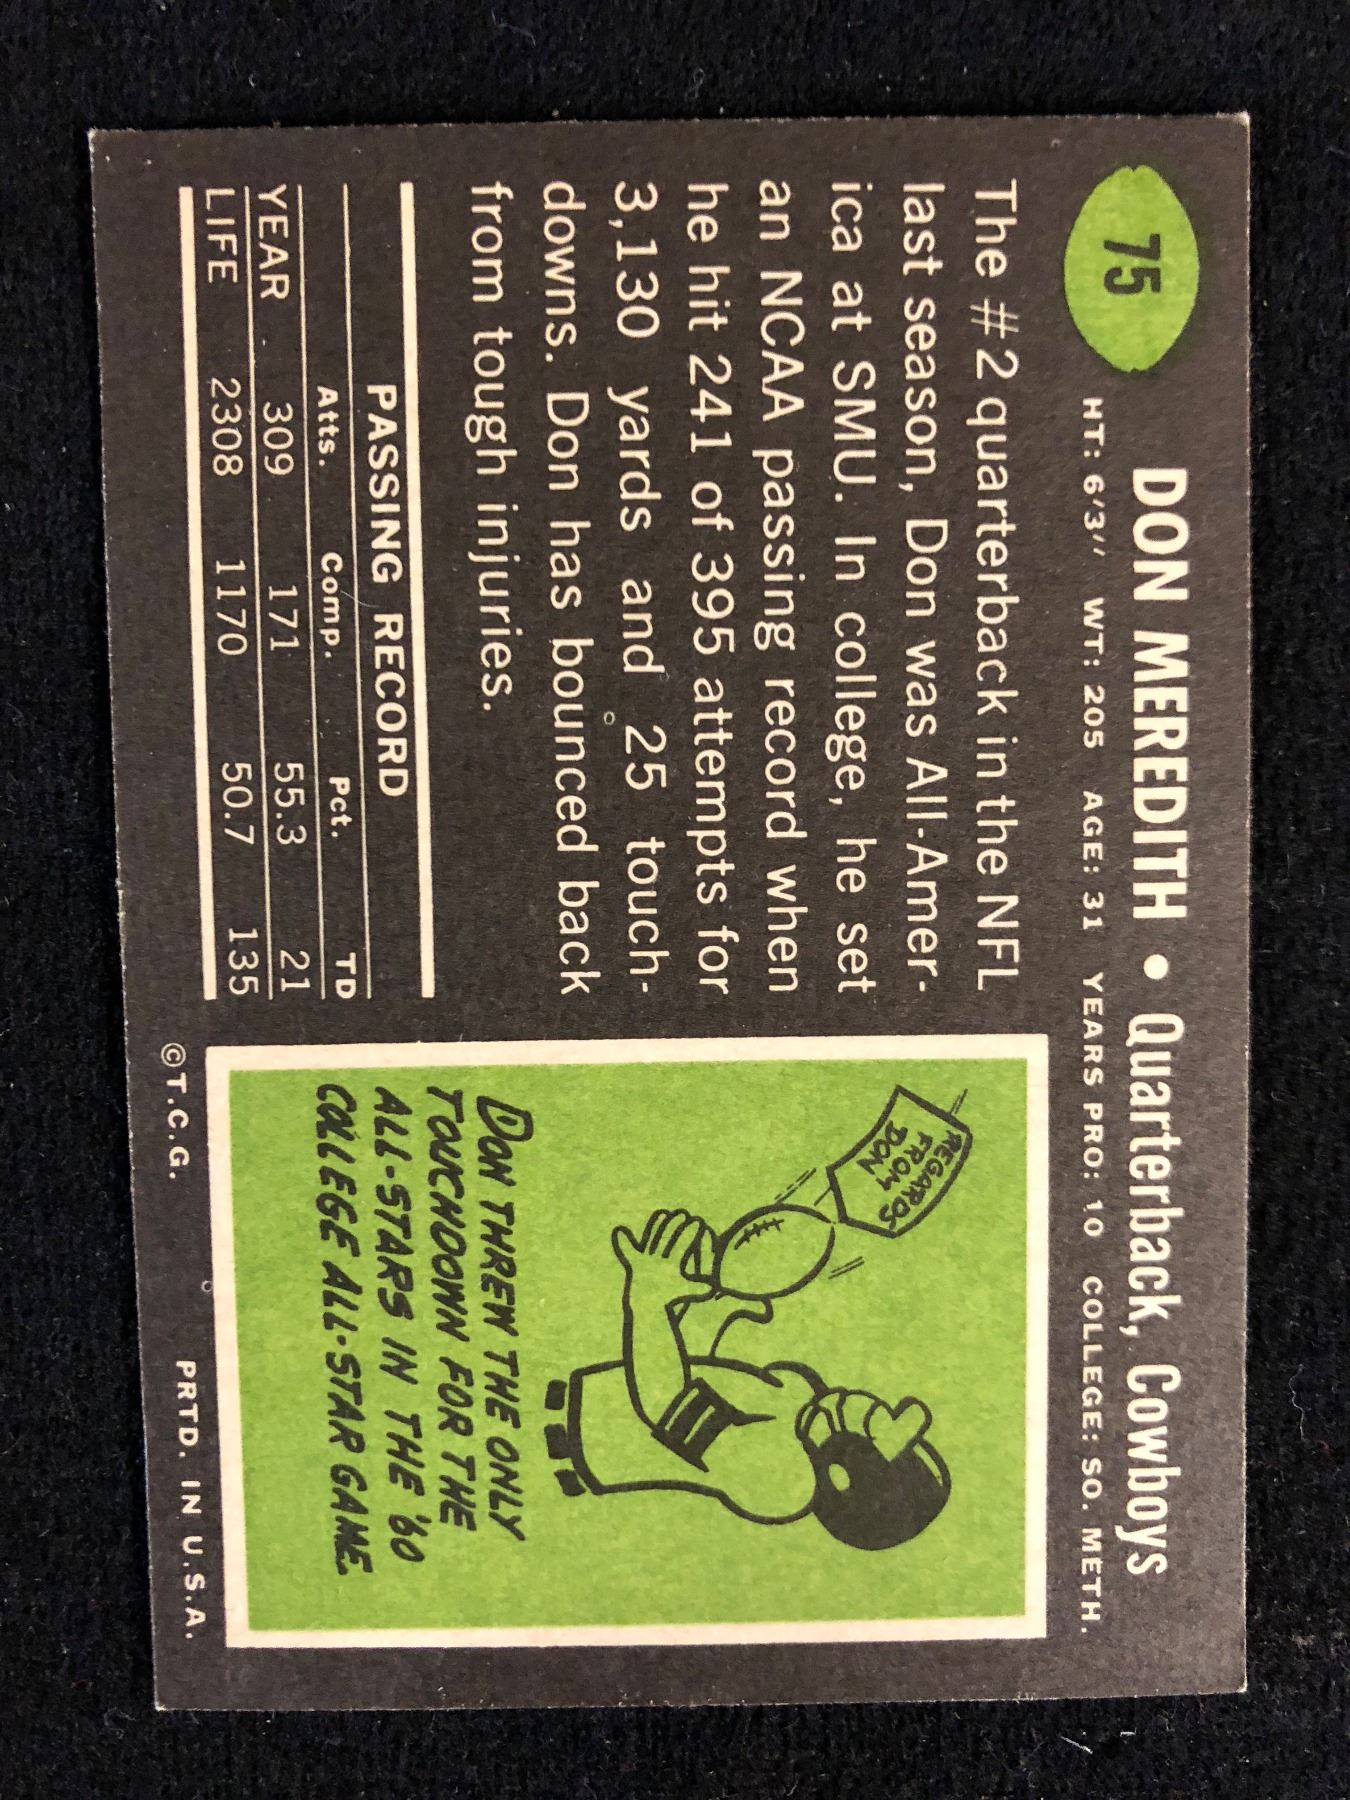 75
DON MEREDITH • Quarterback, Cowboys
HT: 6'3" WT: 205 AGE: 31 YEARS PRO: 10 COLLEGE: SO. METH.
The #2 quarterback in the NFL
last season, Don was All-Amer-
ica at SMU. In college, he set
an NCAA passing record when
he hit 241 of 395 attempts for
3,130 yards and 25 touch-
downs. Don has bounced back
from tough injuries.
PASSING RECORD
Atts. Comp. Pct. TD
YEAR 309 171 55.3 21
LIFE 2308 1170 50.7 135
REGARDS
FROM
DON
DON THREW THE ONLY
TOUCHDOWN FOR THE
ALL-STARS IN THE '60
COLLEGE ALL-STAR GAME.
©T.C.G. PRTD. IN U.S.A.